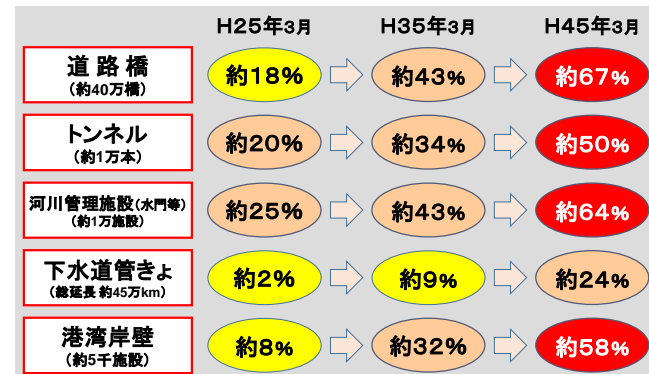 H25年3月 H35年3月 H45年3月
道路橋
(約40万橋)
約18% 約43% 約67%
トンネル
(約1万本)
約20% 約34% 約50%
河川管理施設(水門等)
(約1万施設)
約25% 約43% 約64%
下水道管きょ
(総延長 約45万km)
約2% 約9% 約24%
港湾岸壁
(約5千施設)
約8% 約32% 約58%